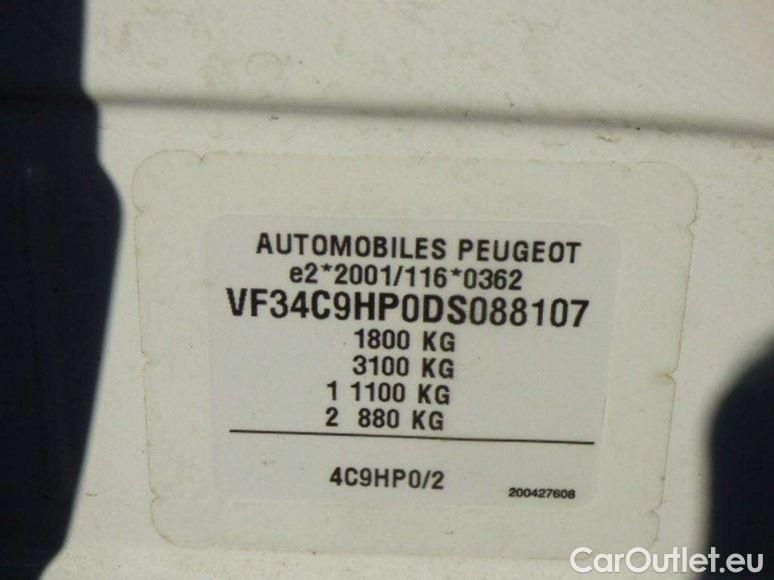 AUTOMOBILES PEUGEOT
e2*2001/116*0362
VF34C9HP0DS088107
1800 KG
3100 KG
1 1100 KG
2 880 KG
4C9HP0/2
200427608
CarOutlet.eu